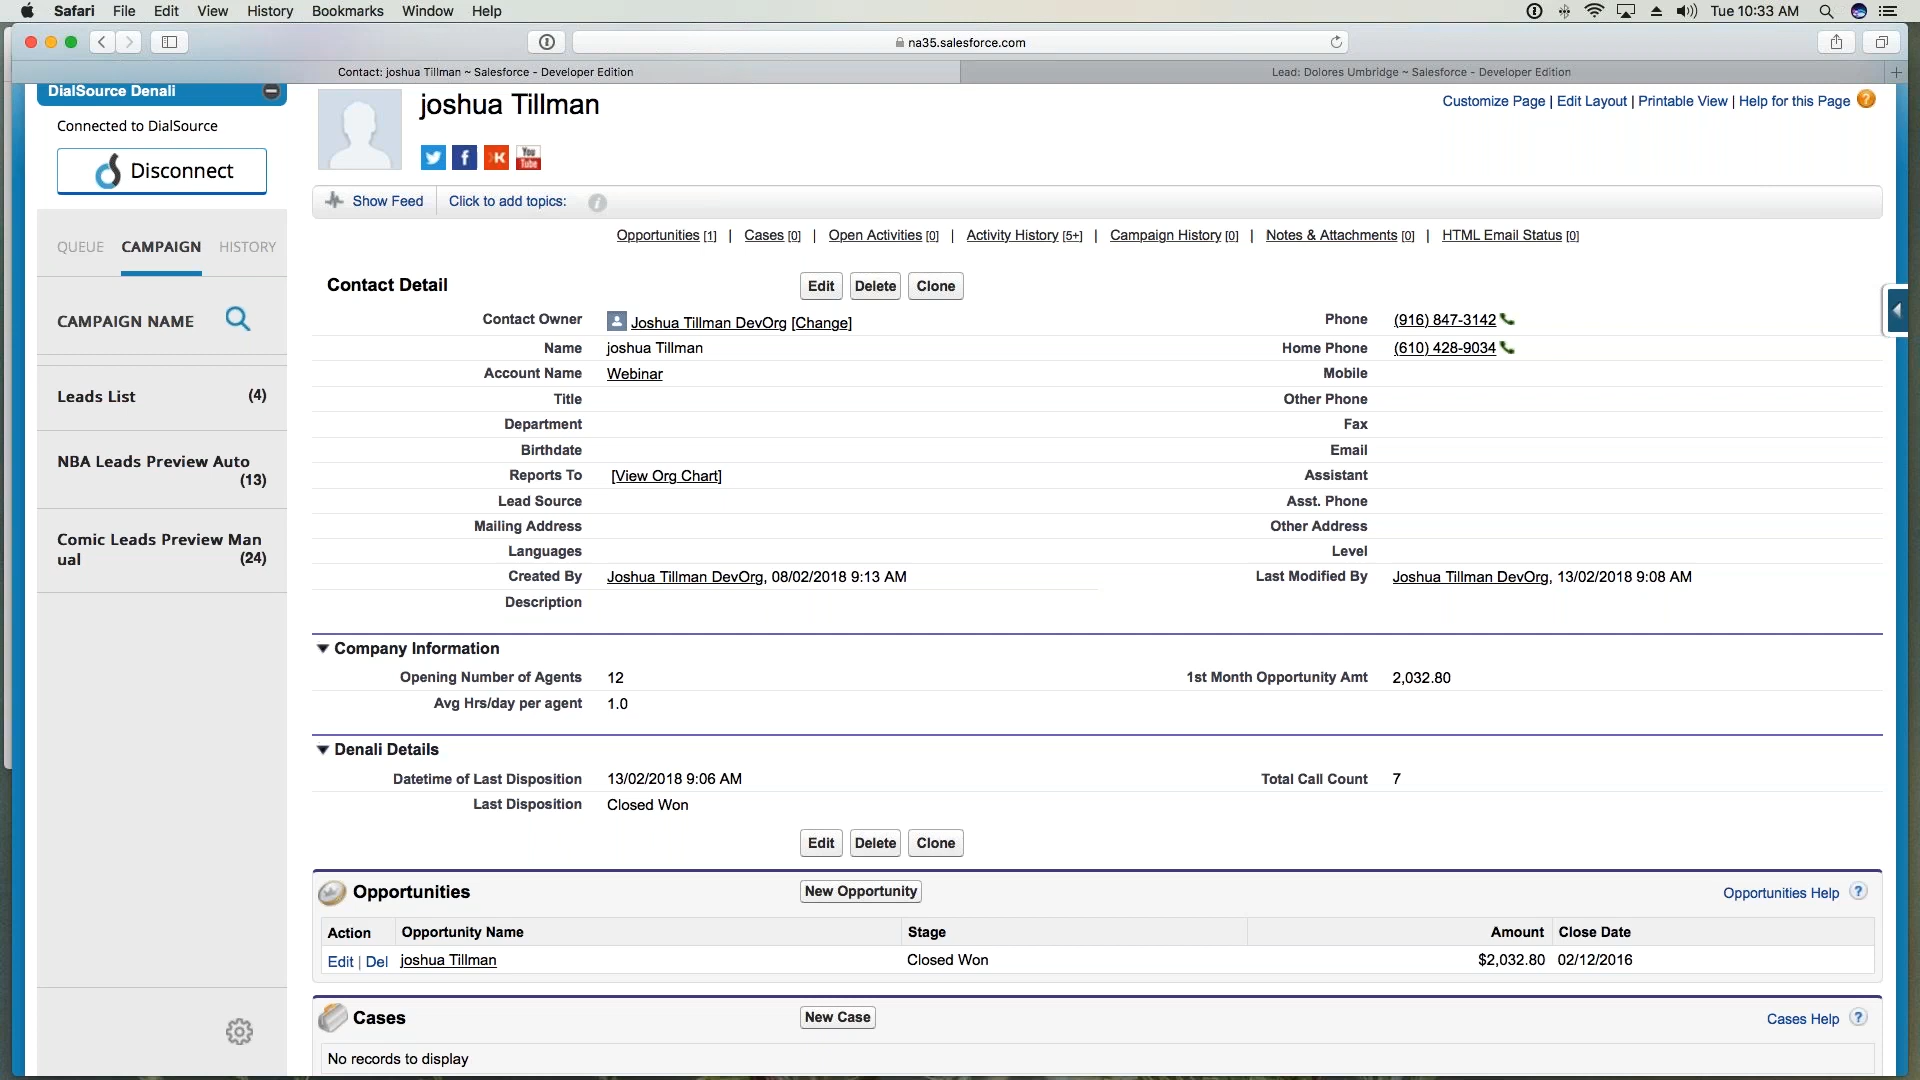 Safari File Edit View History Bookmarks Window Help Tue 10:33 AM
na35.salesforce.com
Contact: joshua Tillman ~ Salesforce - Developer Edition
Lead: Dolores Umbridge ~ Salesforce - Developer Edition
DialSource Denali
Connected to DialSource
Disconnect
QUEUE CAMPAIGN HISTORY
CAMPAIGN NAME
Leads List (4)
NBA Leads Preview Auto
(13)
Comic Leads Preview Man
ual (24)
joshua Tillman
Customize Page | Edit Layout | Printable View | Help for this Page ?
You
Tube
Show Feed Click to add topics: i
Opportunities [1] | Cases [0] | Open Activities [0] | Activity History [5+] | Campaign History [0] | Notes & Attachments [0] | HTML Email Status [0]
Contact Detail Edit Delete Clone
Contact Owner Joshua Tillman DevOrg [Change] Phone (916) 847-3142
Name joshua Tillman Home Phone (610) 428-9034
Account Name Webinar Mobile
Title Other Phone
Department Fax
Birthdate Email
Reports To [View Org Chart] Assistant
Lead Source Asst. Phone
Mailing Address Other Address
Languages Level
Created By Joshua Tillman DevOrg, 08/02/2018 9:13 AM Last Modified By Joshua Tillman DevOrg, 13/02/2018 9:08 AM
Description
Company Information
Opening Number of Agents 12 1st Month Opportunity Amt 2,032.80
Avg Hrs/day per agent 1.0
Denali Details
Datetime of Last Disposition 13/02/2018 9:06 AM Total Call Count 7
Last Disposition Closed Won
Edit Delete Clone
Opportunities New Opportunity Opportunities Help ?
Action Opportunity Name Stage Amount Close Date
Edit | Del joshua Tillman Closed Won $2,032.80 02/12/2016
Cases New Case Cases Help ?
No records to display